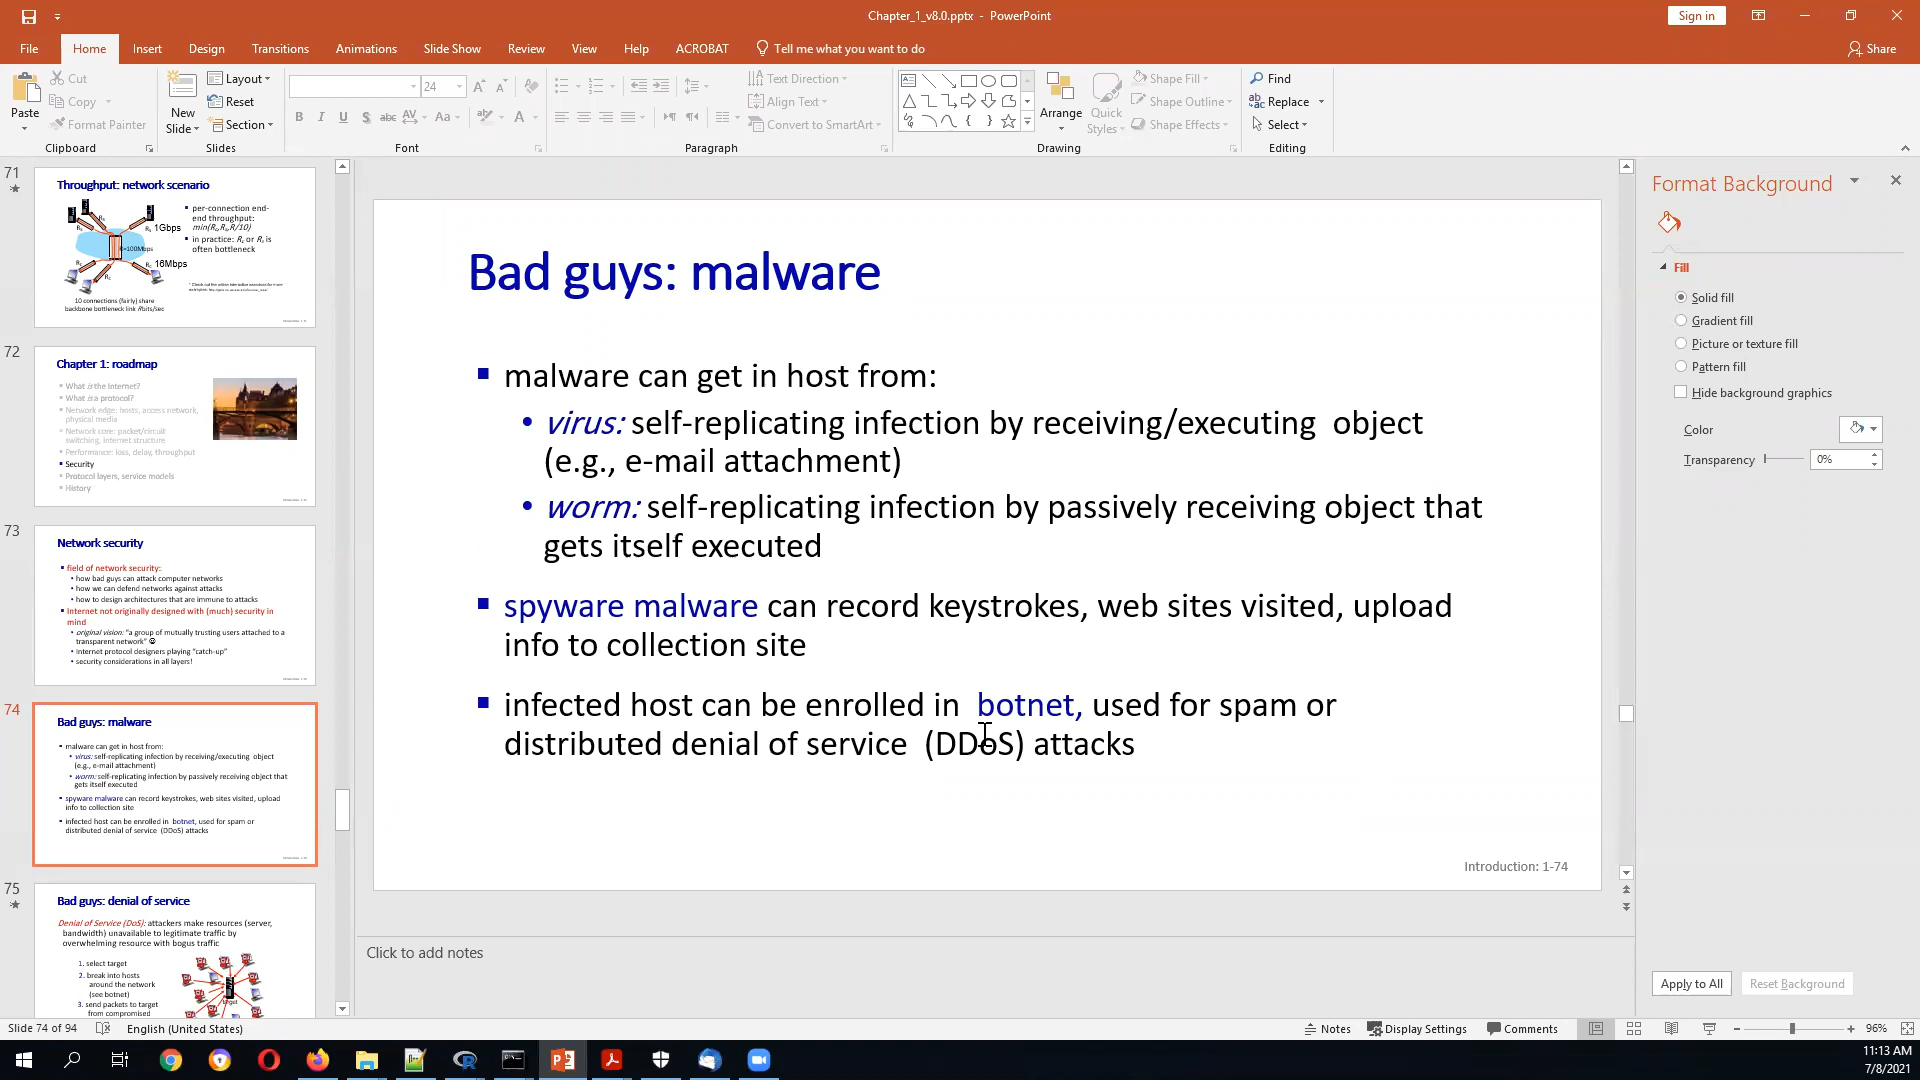 Chapter_1_v8.0.pptx - PowerPoint
Sign in
File Home Insert Design Transitions Animations Slide Show Review View Help ACROBAT Tell me what you want to do
Share
Paste
Cut
Copy
Format Painter
Clipboard
New
Slide
Layout
Reset
Section
Slides
24
B I U S abc AV Aa A
Font
Text Direction
Align Text
Convert to SmartArt
Paragraph
Arrange
Quick
Styles
Shape Fill
Shape Outline
Shape Effects
Drawing
Find
Replace
Select
Editing
71
Throughput: network scenario
1Gbps
16Mbps
per-connection end-
end throughput:
in practice:
often bottleneck
10 connections (fairly) share
backbone bottleneck link R bits/sec
72
Chapter 1: roadmap
What is the Internet?
What is a protocol?
Network edge: hosts, access network,
physical media
Network core: packet/circuit
switching, internet structure
Performance: loss, delay, throughput
Security
Protocol layers, service models
History
73
Network security
field of network security:
how bad guys can attack computer networks
how we can defend networks against attacks
how to design architectures that are immune to attacks
Internet not originally designed with (much) security in
mind
original vision: “a group of mutually trusting users attached to a
transparent network” ☺
Internet protocol designers playing “catch-up”
security considerations in all layers!
74
Bad guys: malware
malware can get in host from:
virus: self-replicating infection by receiving/executing object
(e.g., e-mail attachment)
worm: self-replicating infection by passively receiving object that
gets itself executed
spyware malware can record keystrokes, web sites visited, upload
info to collection site
infected host can be enrolled in botnet, used for spam or
distributed denial of service (DDoS) attacks
75
Bad guys: denial of service
Denial of Service (DoS): attackers make resources (server,
bandwidth) unavailable to legitimate traffic by
overwhelming resource with bogus traffic
1. select target
2. break into hosts
around the network
(see botnet)
3. send packets to target
from compromised
target
Bad guys: malware
malware can get in host from:
virus: self-replicating infection by receiving/executing object
(e.g., e-mail attachment)
worm: self-replicating infection by passively receiving object that
gets itself executed
spyware malware can record keystrokes, web sites visited, upload
info to collection site
infected host can be enrolled in botnet, used for spam or
distributed denial of service (DDoS) attacks
Introduction: 1-74
Click to add notes
Format Background
Fill
Solid fill
Gradient fill
Picture or texture fill
Pattern fill
Hide background graphics
Color
Transparency 0%
Apply to All Reset Background
Slide 74 of 94 English (United States)
Notes Display Settings Comments 96%
11:13 AM
7/8/2021